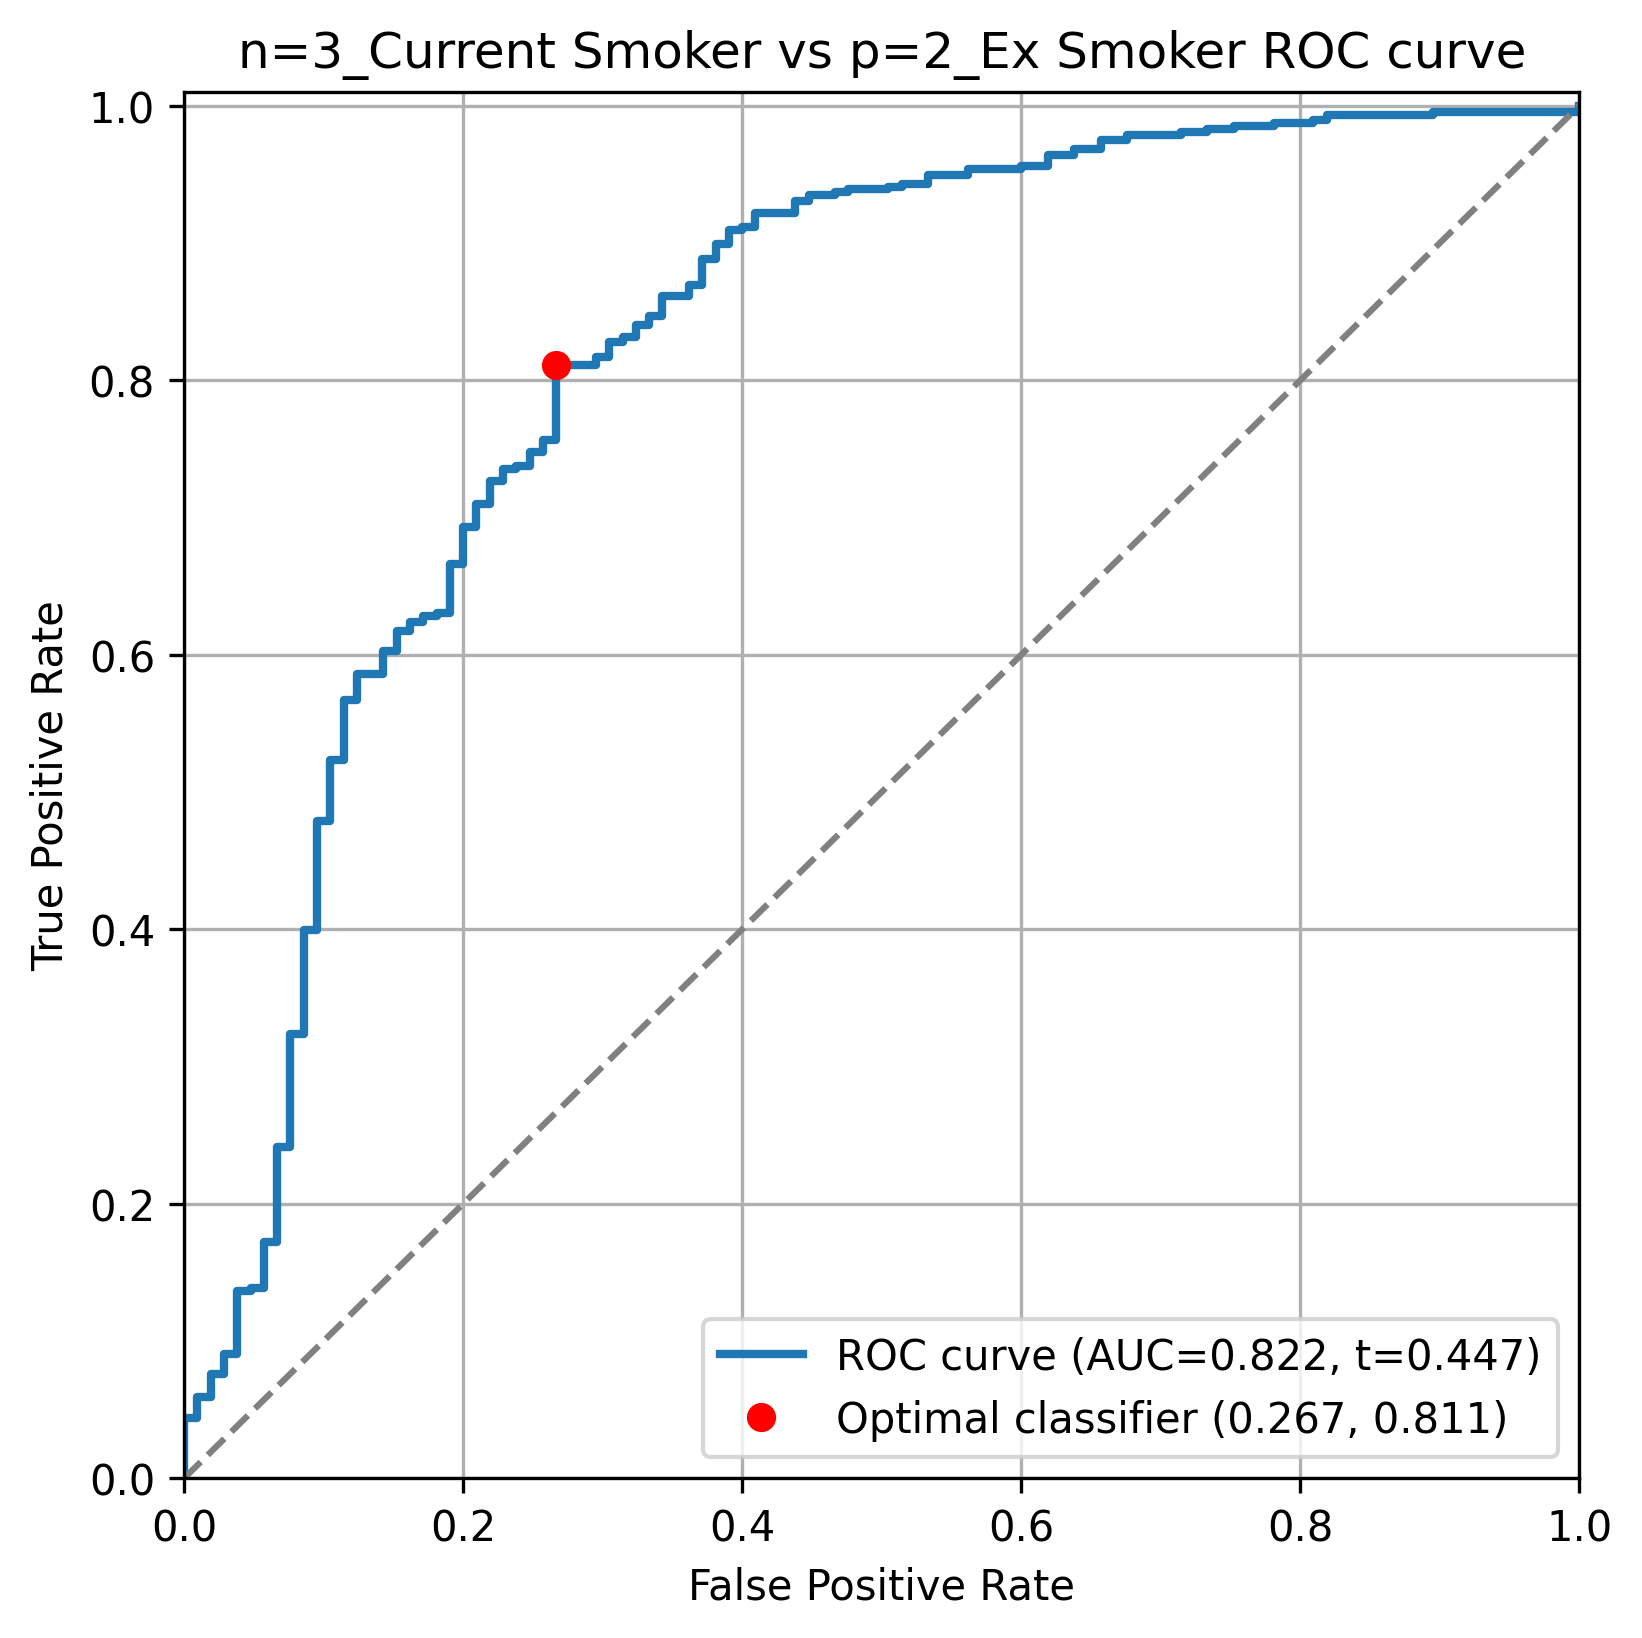 n=3_Current Smoker vs p=2_Ex Smoker ROC curve
1.0
0.8
0.6
0.4
0.2
0.0
True Positive Rate
ROC curve (AUC=0.822, t=0.447)
Optimal classifier (0.267, 0.811)
0.0 0.2 0.4 0.6 0.8 1.0
False Positive Rate